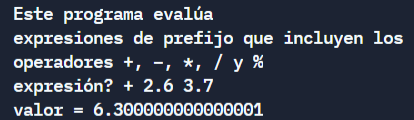 Este programa evalúa
expresiones de prefijo que incluyen los
operadores +, -, *, / y %
expresión? + 2.6 3.7
valor = 6.300000000000001